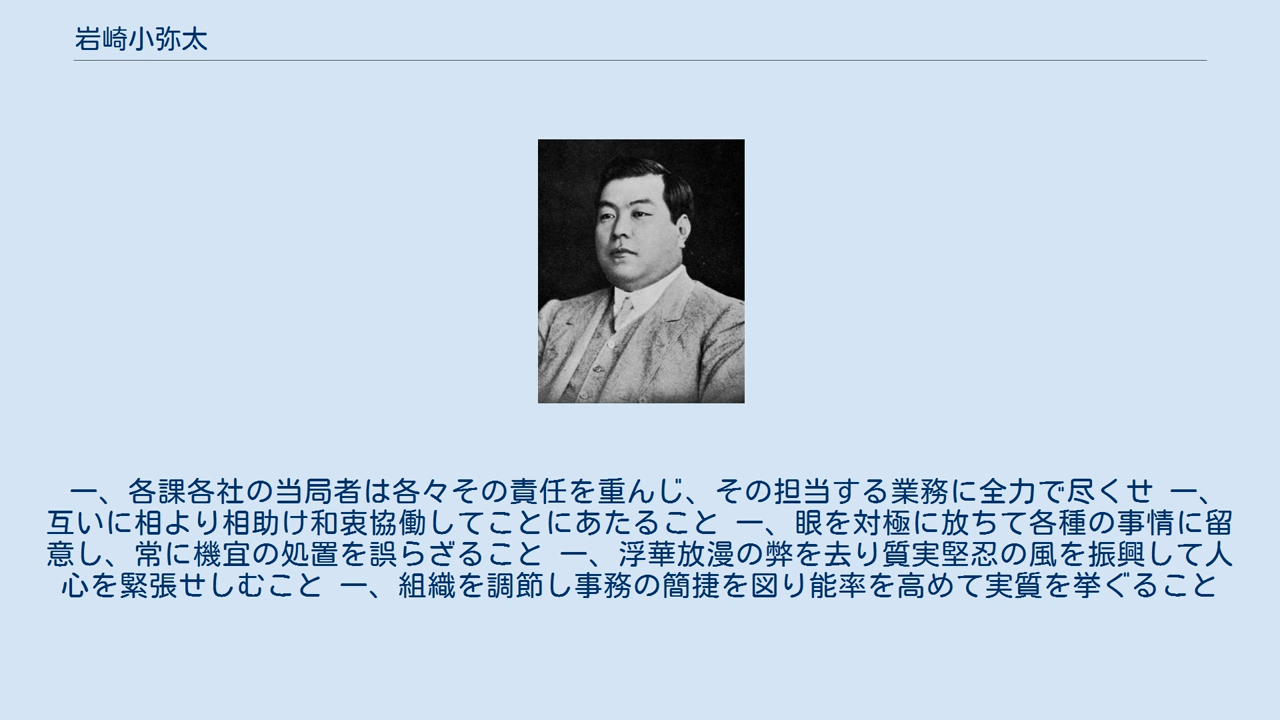 岩崎小弥太
一、各課各社の当局者は各々その責任を重んじ、その担当する業務に全力で尽くせ 一、
互いに相より相助け和衷協働してことにあたること 一、眼を対極に放ちて各種の事情に留
意し、常に機宜の処置を誤らざること 一、浮華放漫の弊を去り質実堅忍の風を振興して人
心を緊張せしむこと 一、組織を調節し事務の簡捷を図り能率を高めて実質を挙ぐること